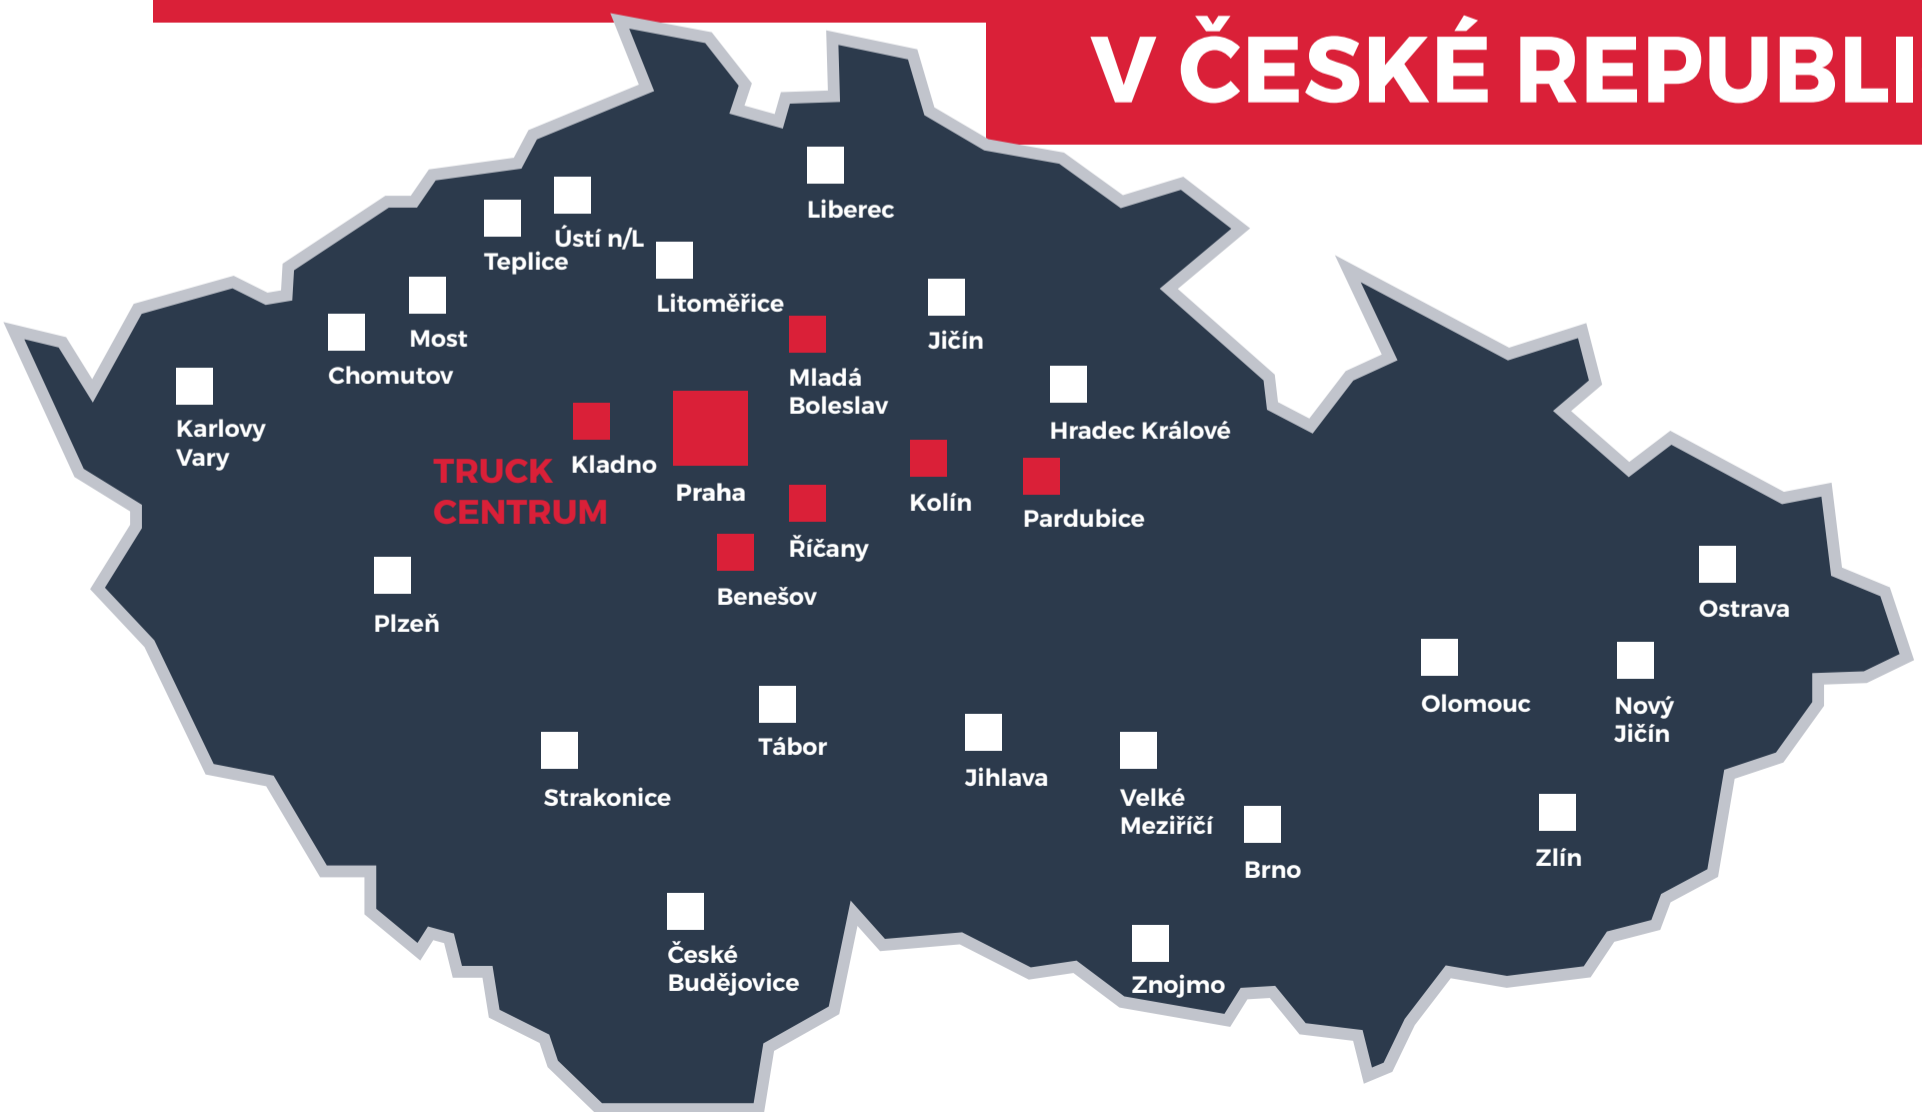 V ČESKÉ REPUBLI
Liberec
Ústí n/L
Teplice
Litoměřice
Most
Jičín
Chomutov
Mladá
Boleslav
Karlovy
Vary
Hradec Králové
TRUCK
CENTRUM
Kladno
Praha
Kolín
Pardubice
Říčany
Benešov
Plzeň
Ostrava
Olomouc
Nový
Jičín
Tábor
Jihlava
Strakonice
Velké
Meziříčí
Brno
Zlín
České
Budějovice
Znojmo